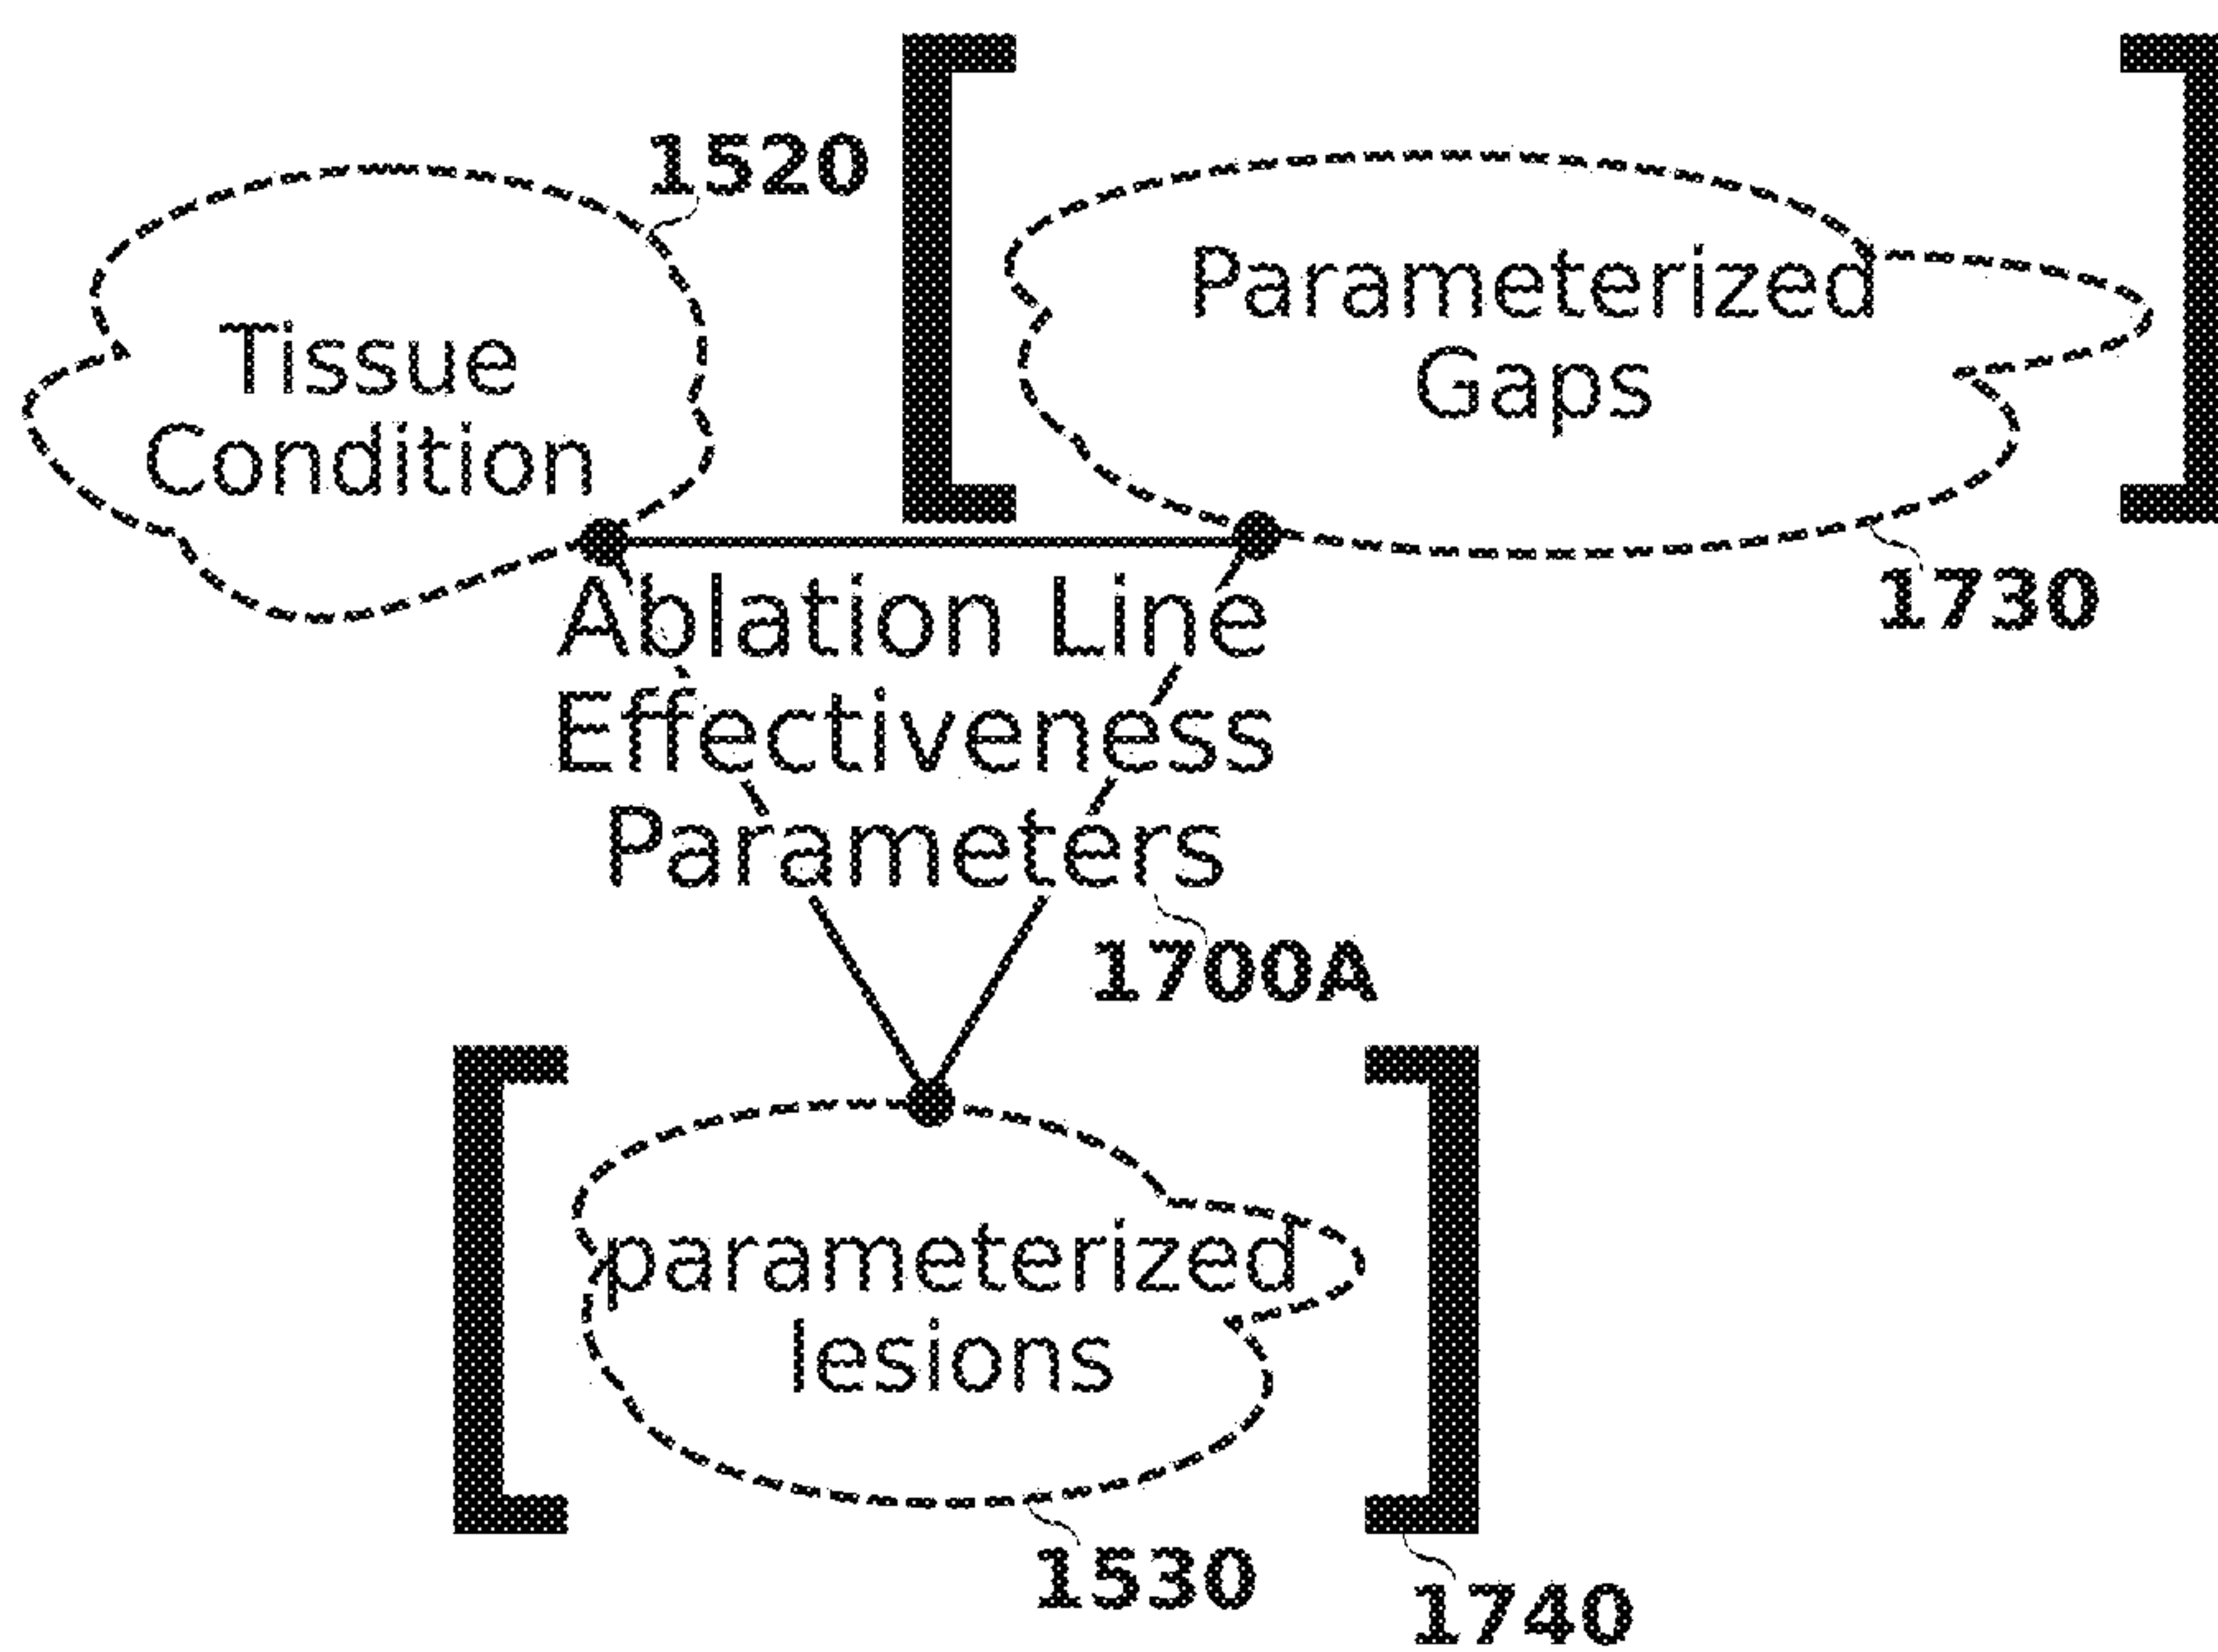 1520
Parameterized
Gaps
Tissue
Condition
1730
Ablation Line
Effectiveness
Parameters
1700A
parameterized
lesions
1530
1740